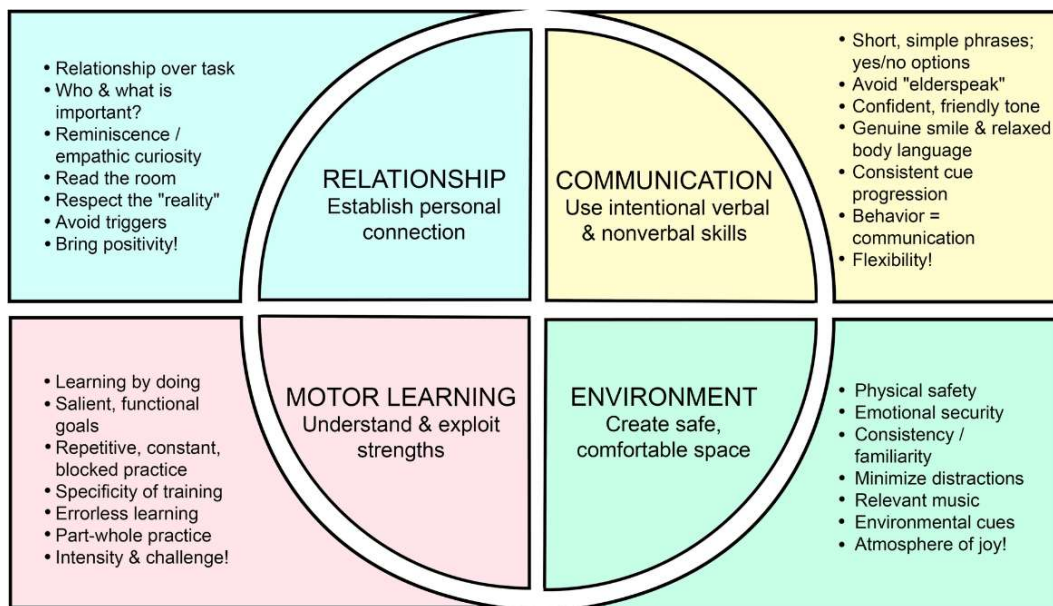 • Relationship over task
• Who & what is
important?
• Reminiscence /
empathic curiosity
• Read the room
• Respect the "reality"
• Avoid triggers
• Bring positivity!
RELATIONSHIP
Establish personal
connection
COMMUNICATION
Use intentional verbal
& nonverbal skills
• Short, simple phrases;
yes/no options
• Avoid "elderspeak"
• Confident, friendly tone
• Genuine smile & relaxed
body language
• Consistent cue
progression
• Behavior =
communication
• Flexibility!
• Learning by doing
• Salient, functional
goals
• Repetitive, constant,
blocked practice
• Specificity of training
• Errorless learning
• Part-whole practice
• Intensity & challenge!
MOTOR LEARNING
Understand & exploit
strengths
ENVIRONMENT
Create safe,
comfortable space
• Physical safety
• Emotional security
• Consistency /
familiarity
• Minimize distractions
• Relevant music
• Environmental cues
• Atmosphere of joy!